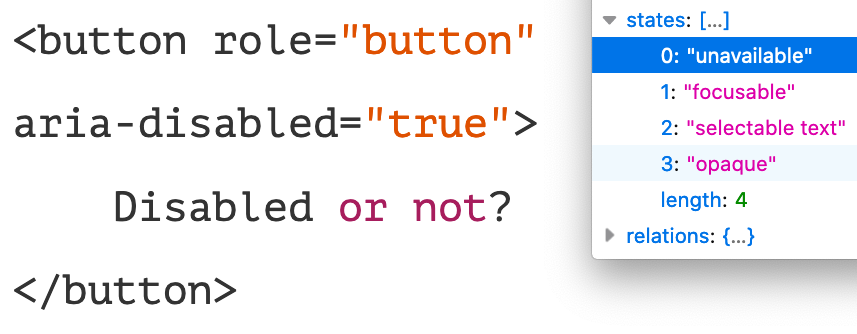 <button role="button"
aria-disabled="true">
Disabled or not?
</button>
states: […]
0: "unavailable"
1: "focusable"
2: "selectable text"
3: "opaque"
length: 4
relations: {…}